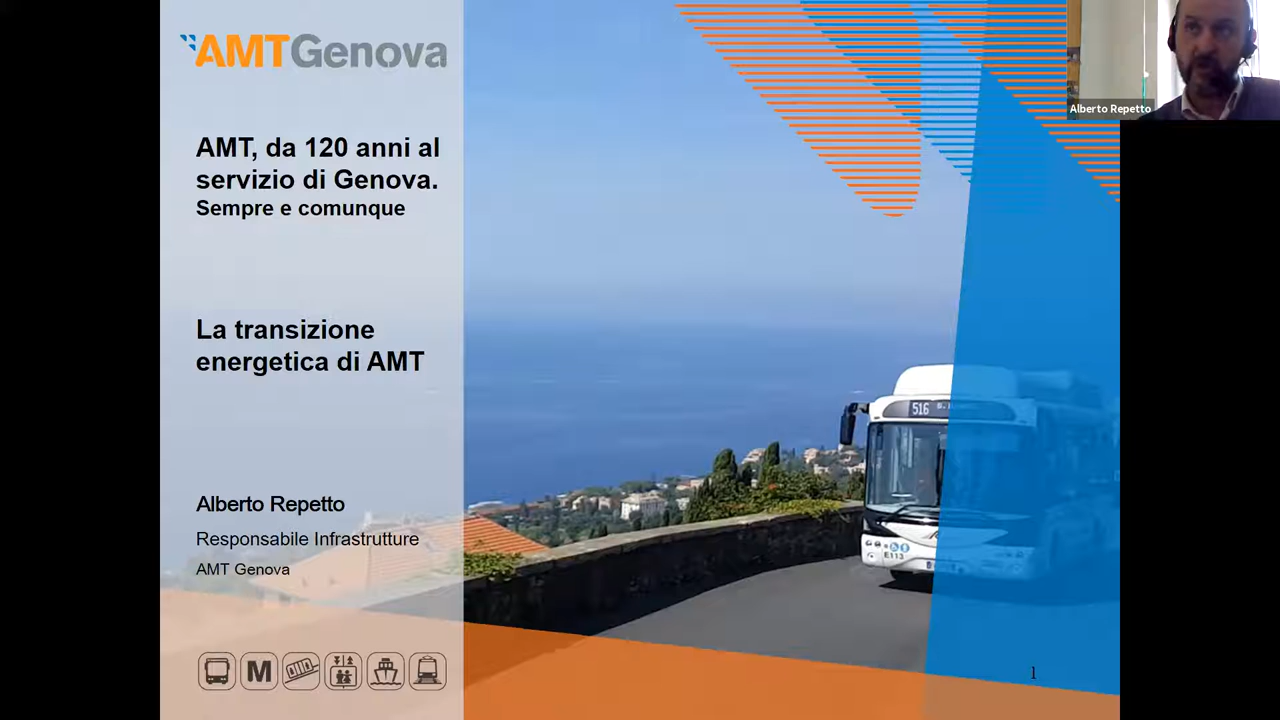 AMTGenova
AMT, da 120 anni al
servizio di Genova.
Sempre e comunque
La transizione
energetica di AMT
Alberto Repetto
Responsabile Infrastrutture
AMT Genova
M
516
E113
1
Alberto Repetto